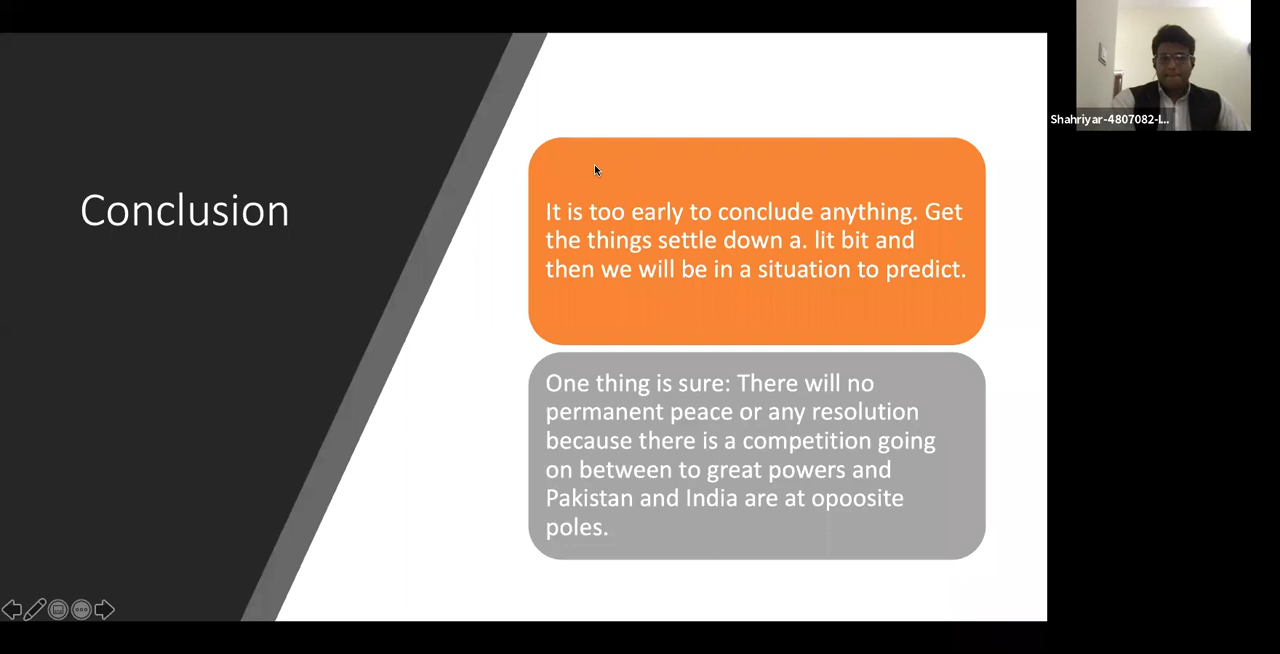 Conclusion
It is too early to conclude anything. Get
the things settle down a. lit bit and
then we will be in a situation to predict.
One thing is sure: There will no
permanent peace or any resolution
because there is a competition going
on between to great powers and
Pakistan and India are at opoosite
poles.
Shahriyar-4807082-I...